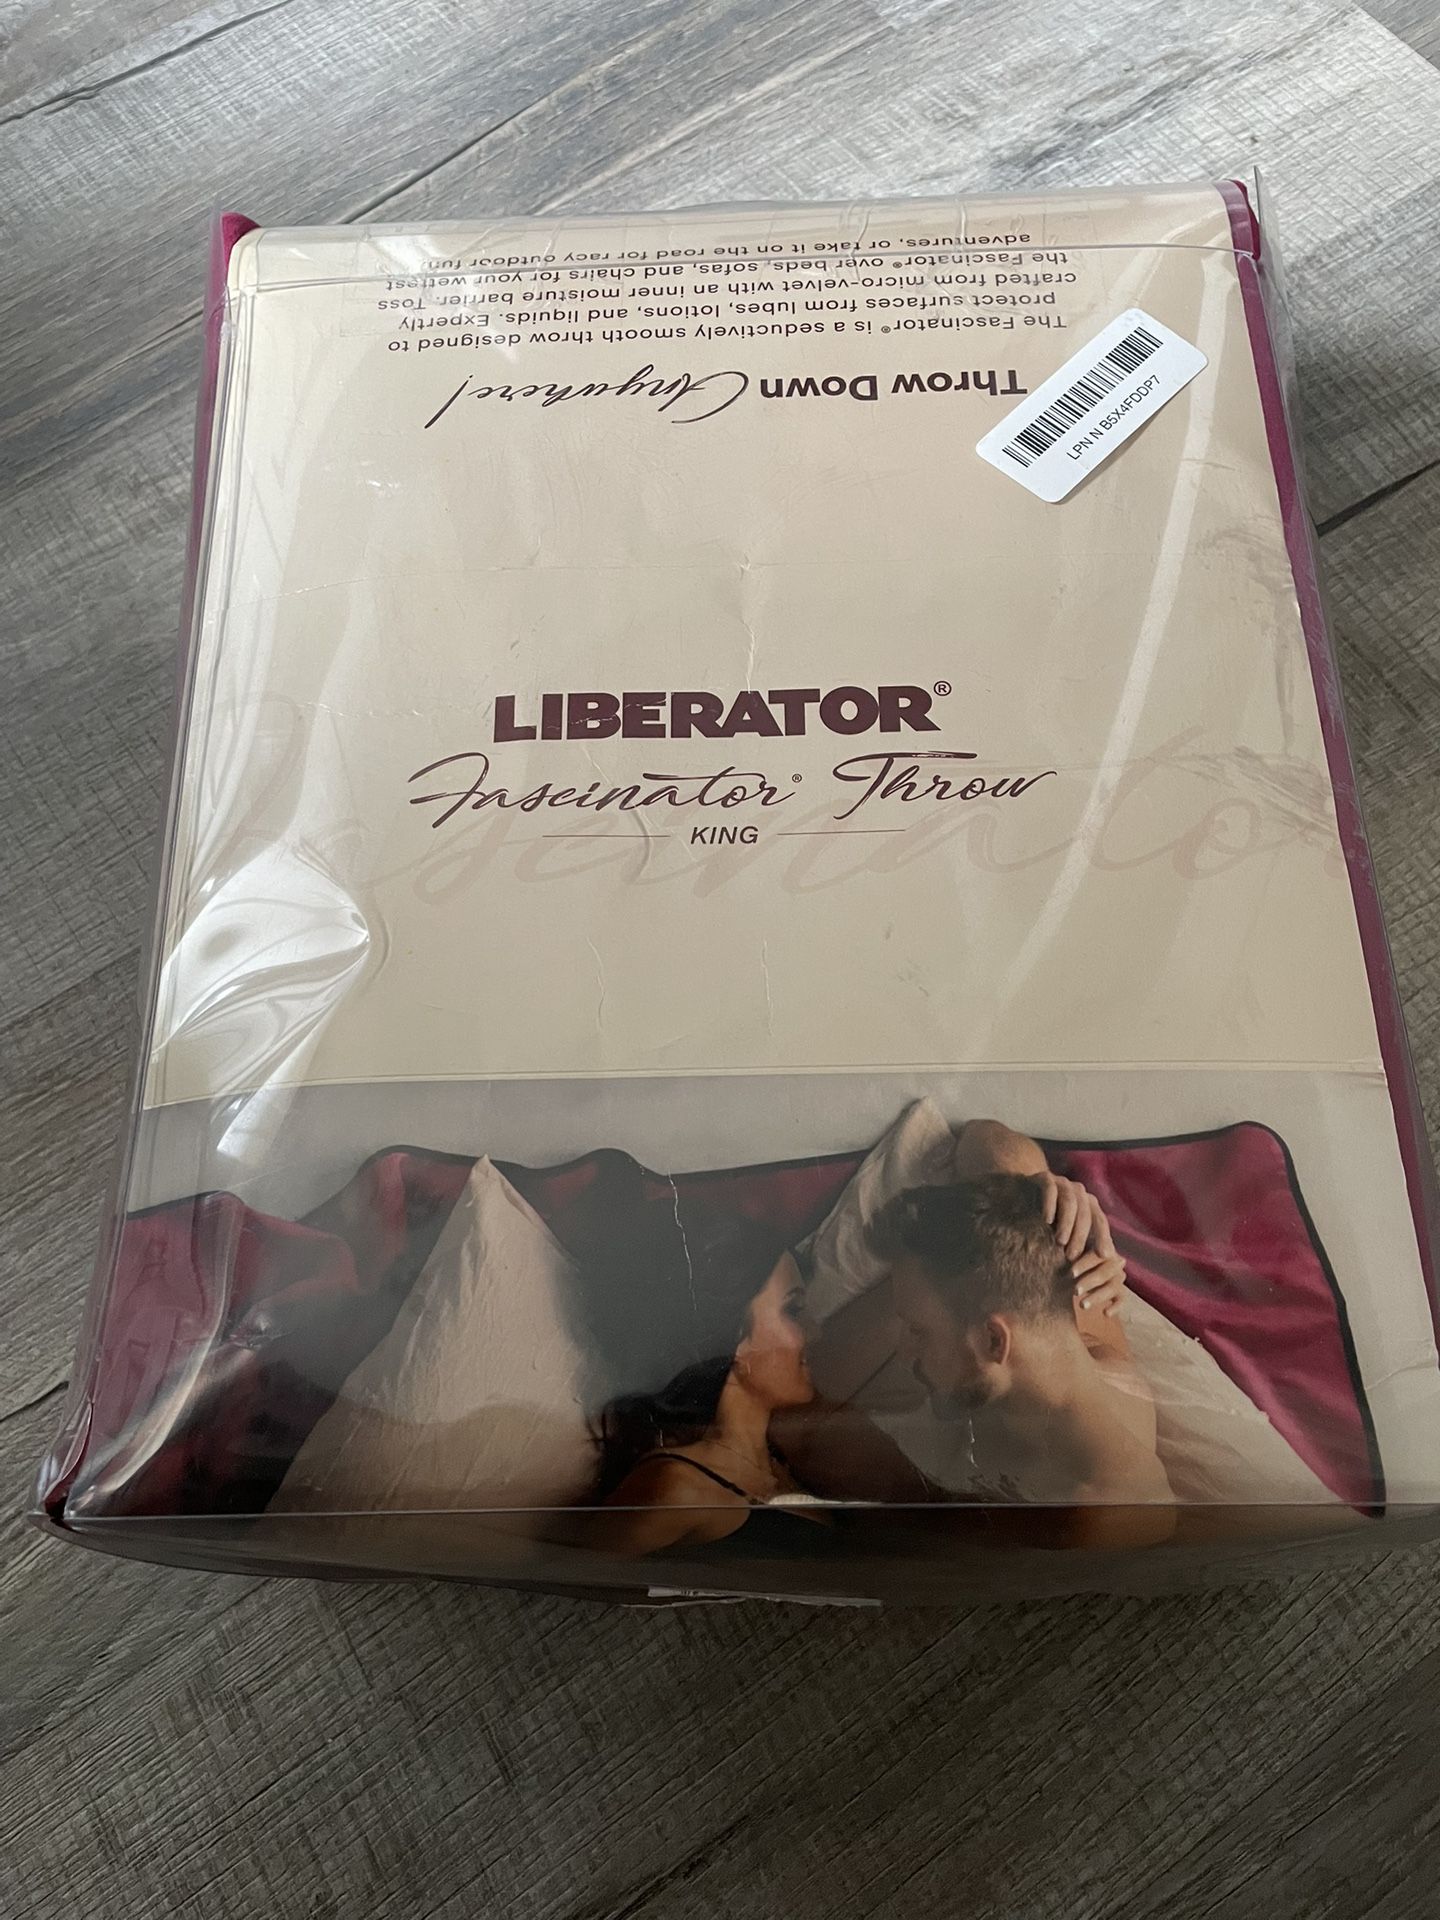 LIBERATOR®
Fascinator® Throw
KING
Throw Down Anywhere!
The Fascinator® is a seductively smooth throw designed to
protect surfaces from lubes, lotions, and liquids. Expertly
crafted from micro-velvet with an inner moisture barrier. Toss
the Fascinator® over beds, sofas, and chairs for your wettest
adventures, or take it on the road for racy outdoor fun.
LPN N B5X4FDDP7
Fascinator